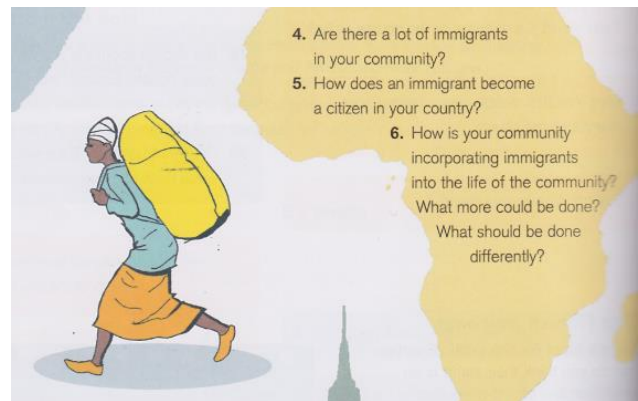 4. Are there a lot of immigrants
in your community?
5. How does an immigrant become
a citizen in your country?
6. How is your community
incorporating immigrants
into the life of the community?
What more could be done?
What should be done
differently?